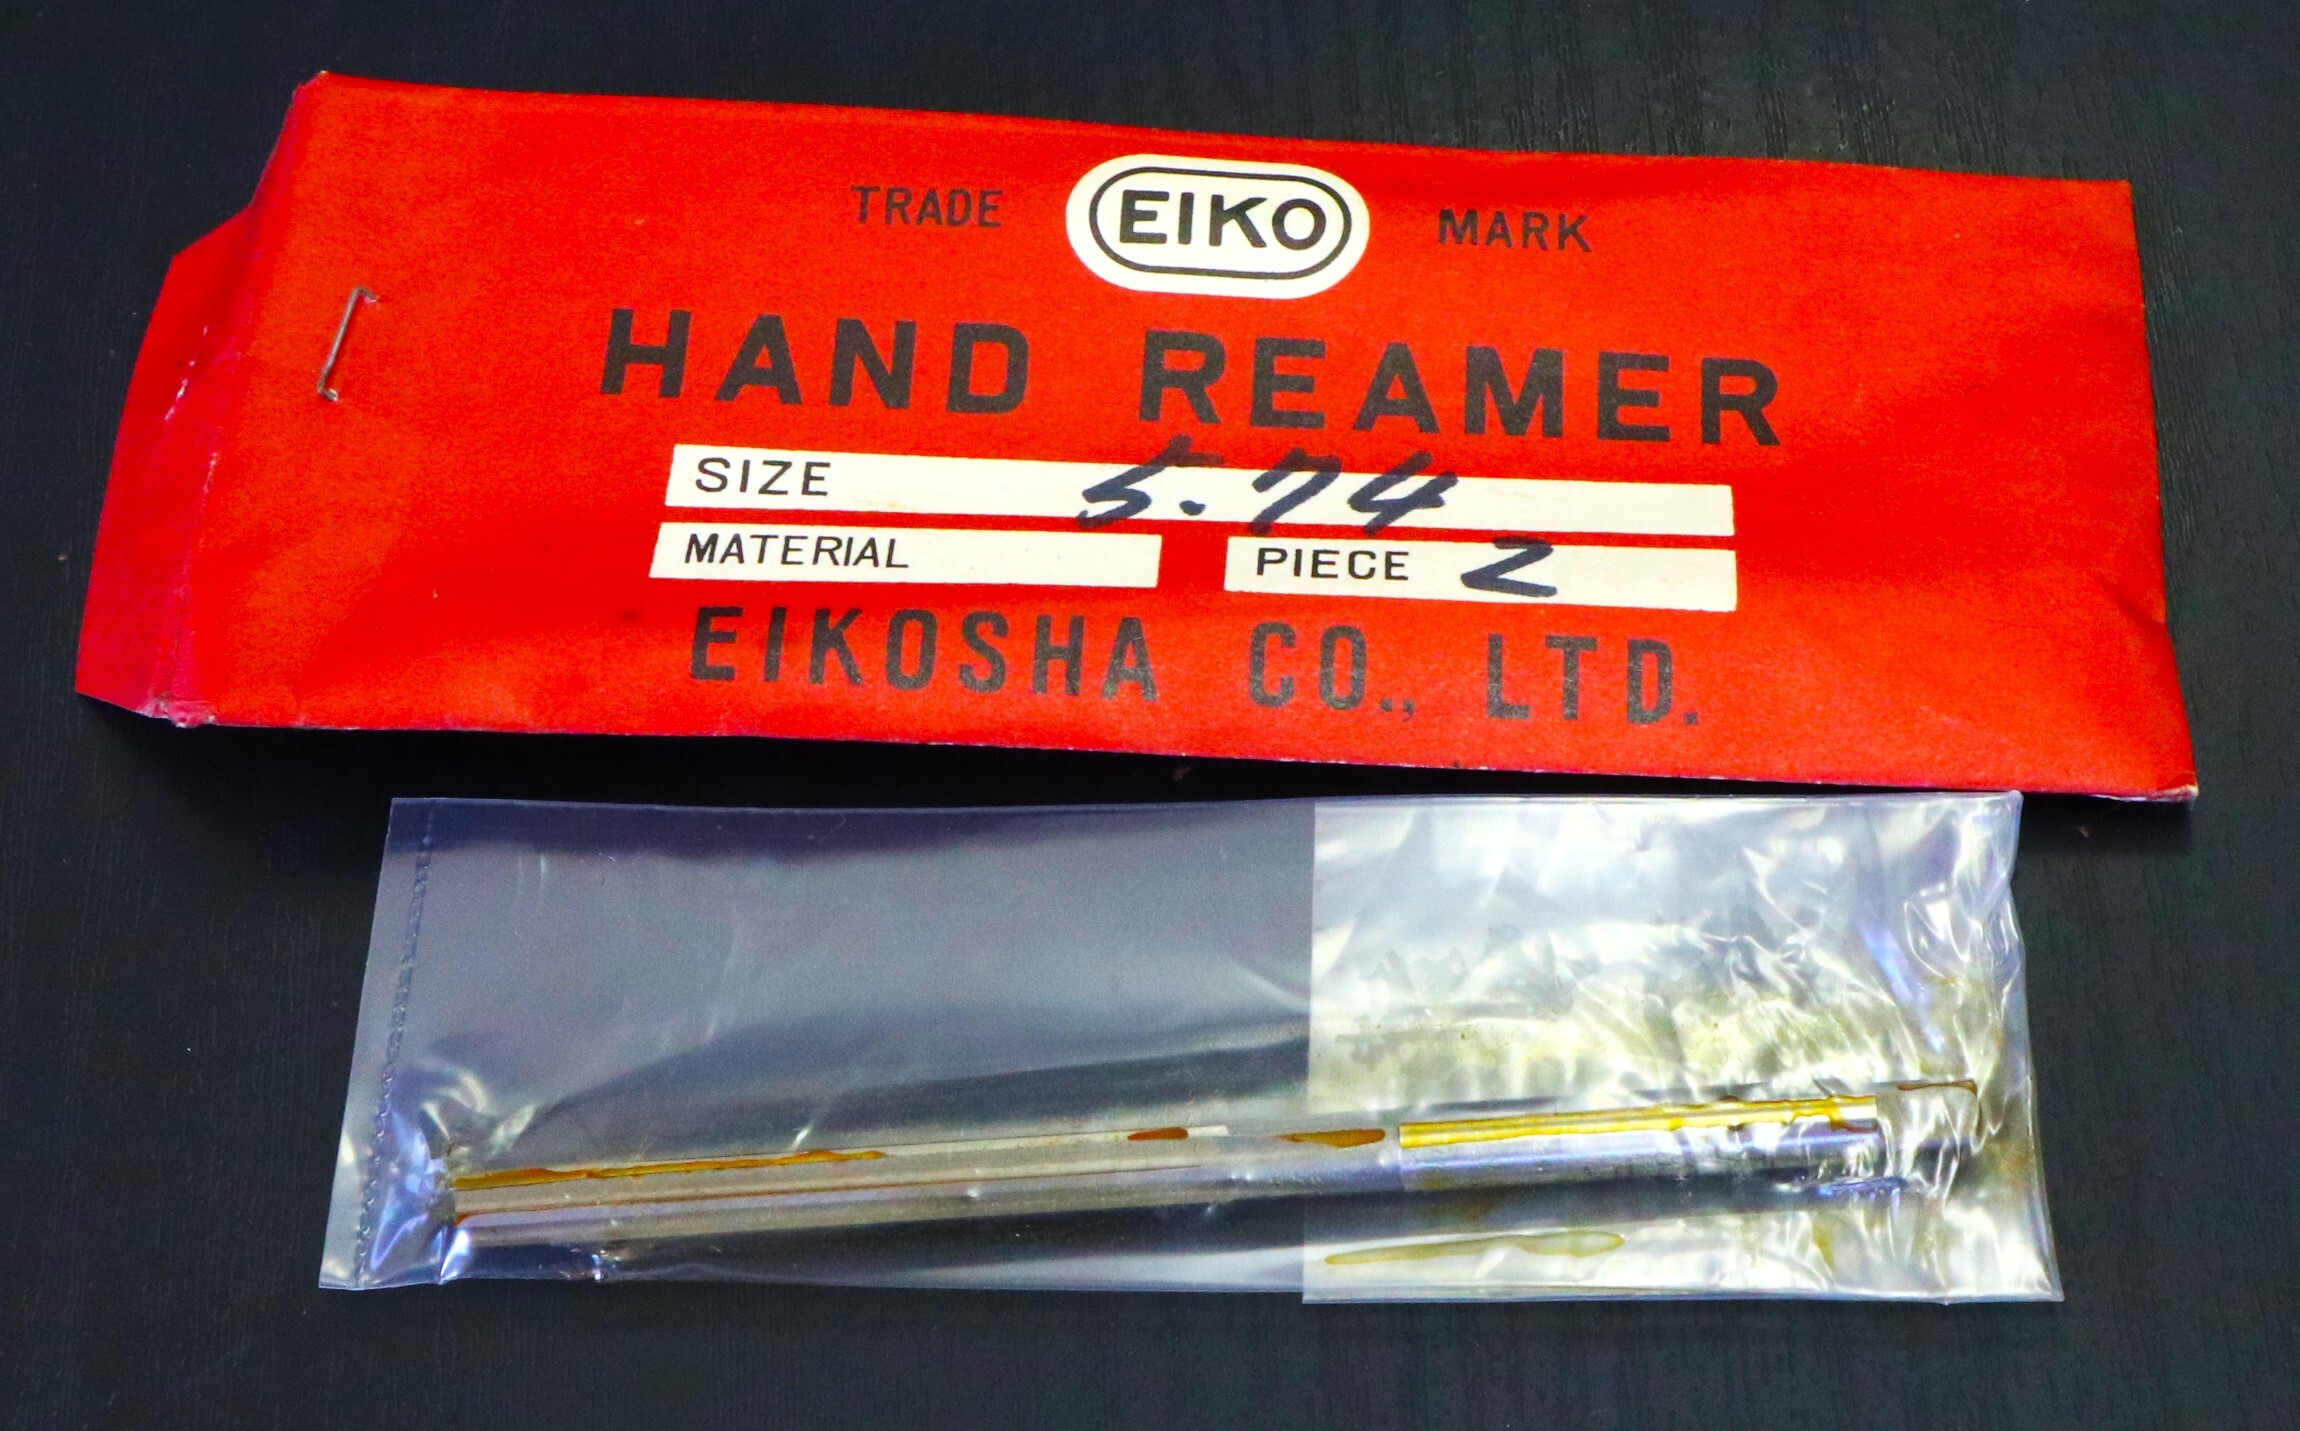 TRADE EIKO MARK
HAND REAMER
SIZE 5.74
MATERIAL PIECE 2
EIKOSHA CO., LTD.